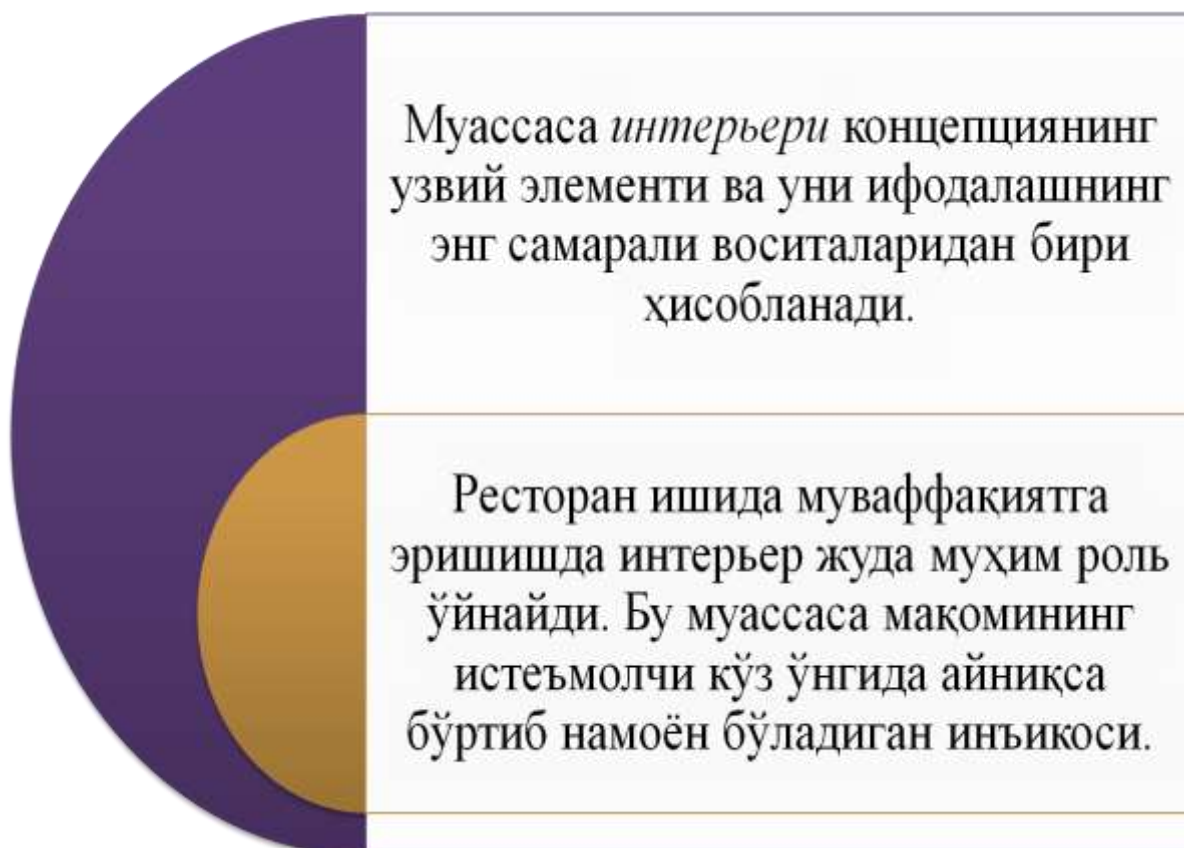 Муассаса интерьери концепциянинг
узвий элементи ва уни ифодалашнинг
энг самарали воситаларидан бири
ҳисобланади.
Ресторан ишида муваффақиятга
эришишда интерьер жуда муҳим роль
ўйнайди. Бу муассаса мақомининг
истеъмолчи кўз ўнгида айниқса
бўртиб намоён бўладиган инъикоси.